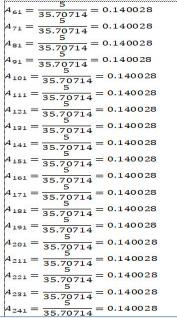 A₆₁ = 5/35.70714 = 0.140028
A₇₁ = 5/35.70714 = 0.140028
A₈₁ = 5/35.70714 = 0.140028
A₉₁ = 5/35.70714 = 0.140028
A₁₀₁ = 5/35.70714 = 0.140028
A₁₁₁ = 5/35.70714 = 0.140028
A₁₂₁ = 5/35.70714 = 0.140028
A₁₃₁ = 5/35.70714 = 0.140028
A₁₄₁ = 5/35.70714 = 0.140028
A₁₅₁ = 5/35.70714 = 0.140028
A₁₆₁ = 5/35.70714 = 0.140028
A₁₇₁ = 5/35.70714 = 0.140028
A₁₈₁ = 5/35.70714 = 0.140028
A₁₉₁ = 5/35.70714 = 0.140028
A₂₀₁ = 5/35.70714 = 0.140028
A₂₁₁ = 5/35.70714 = 0.140028
A₂₂₁ = 5/35.70714 = 0.140028
A₂₃₁ = 5/35.70714 = 0.140028
A₂₄₁ = 5/35.70714 = 0.140028